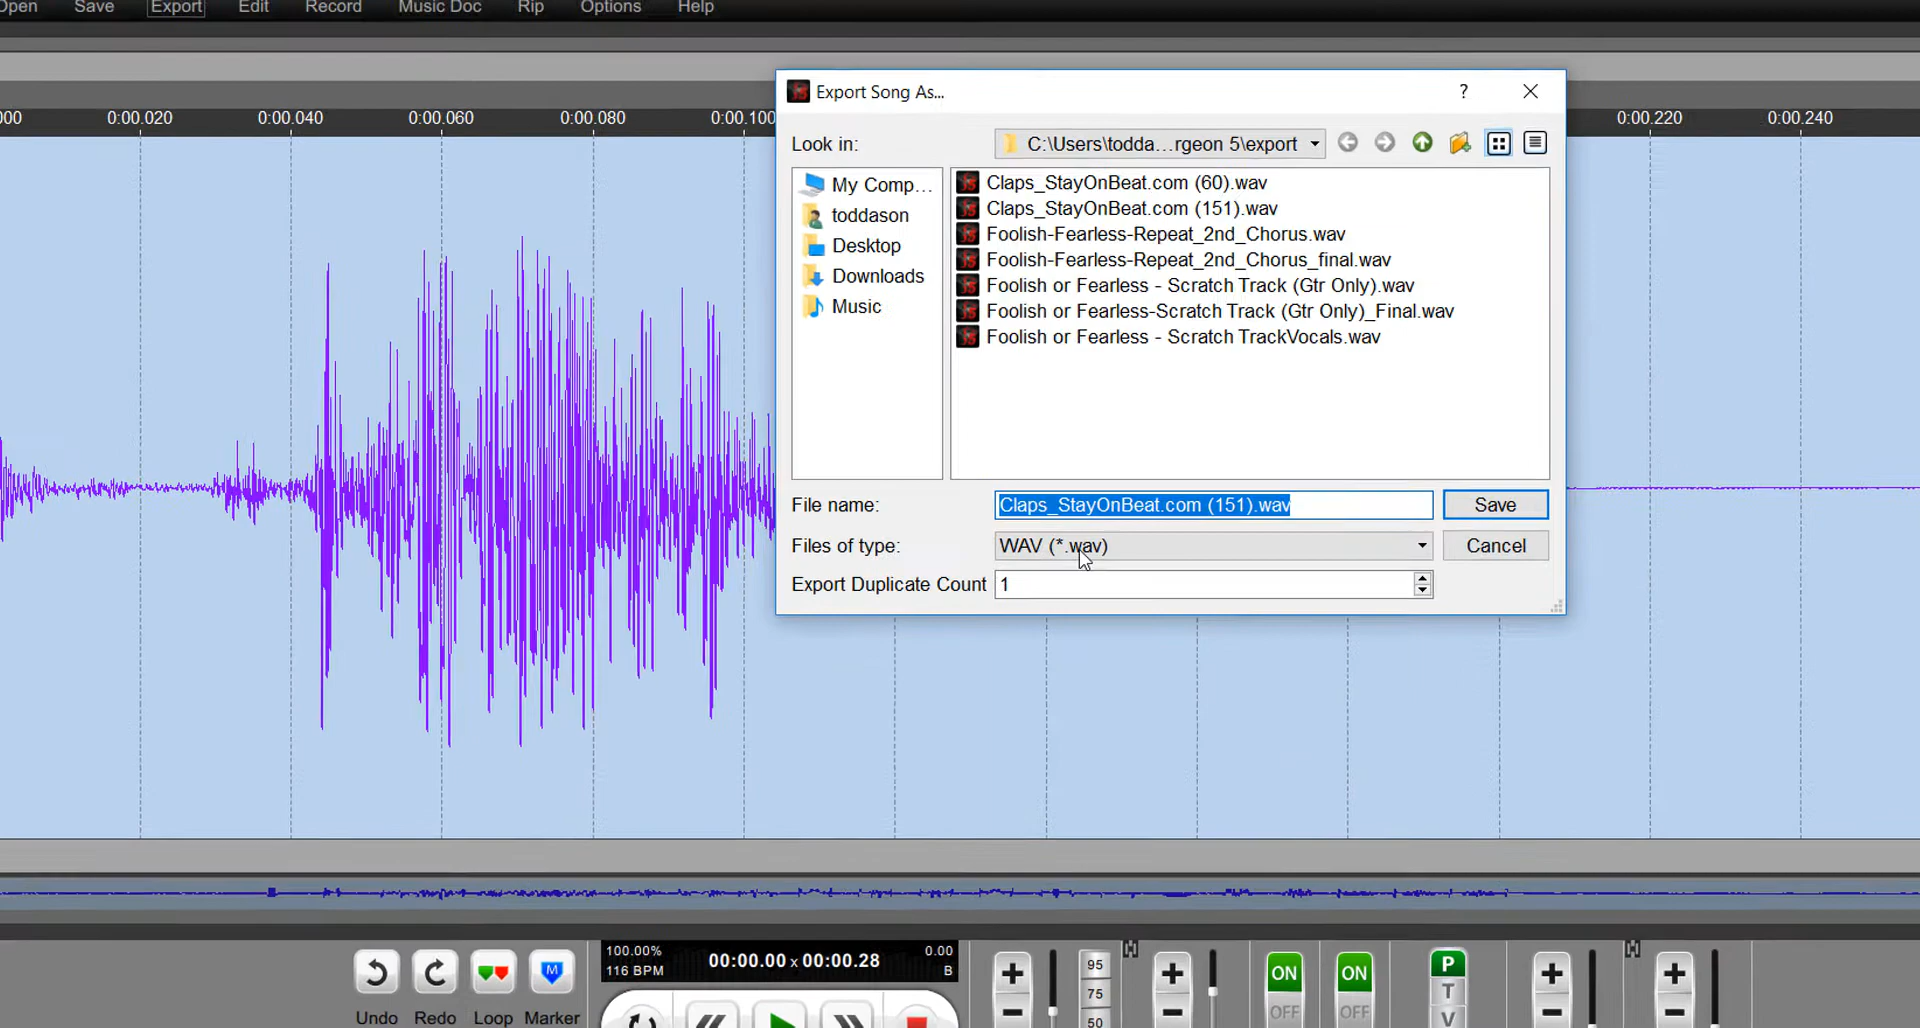 Open Save Export Edit Record Music Doc Rip Options Help
Export Song As... ?
000 0:00.020 0:00.040 0:00.060 0:00.080 0:00.100 0:00.220 0:00.240
Look in: C:\Users\todda...rgeon 5\export
My Comp...
toddason
Desktop
Downloads
Music
Claps_StayOnBeat.com (60).wav
Claps_StayOnBeat.com (151).wav
Foolish-Fearless-Repeat_2nd_Chorus.wav
Foolish-Fearless-Repeat_2nd_Chorus_final.wav
Foolish or Fearless - Scratch Track (Gtr Only).wav
Foolish or Fearless-Scratch Track (Gtr Only)_Final.wav
Foolish or Fearless - Scratch TrackVocals.wav
File name: Claps_StayOnBeat.com (151).wav Save
Files of type: WAV (*.wav) Cancel
Export Duplicate Count 1
100.00% 00:00.00 x 00:00.28 0.00
116 BPM B
Undo Redo Loop M Marker
95
75
50
ON ON
OFF OFF
P
T
V